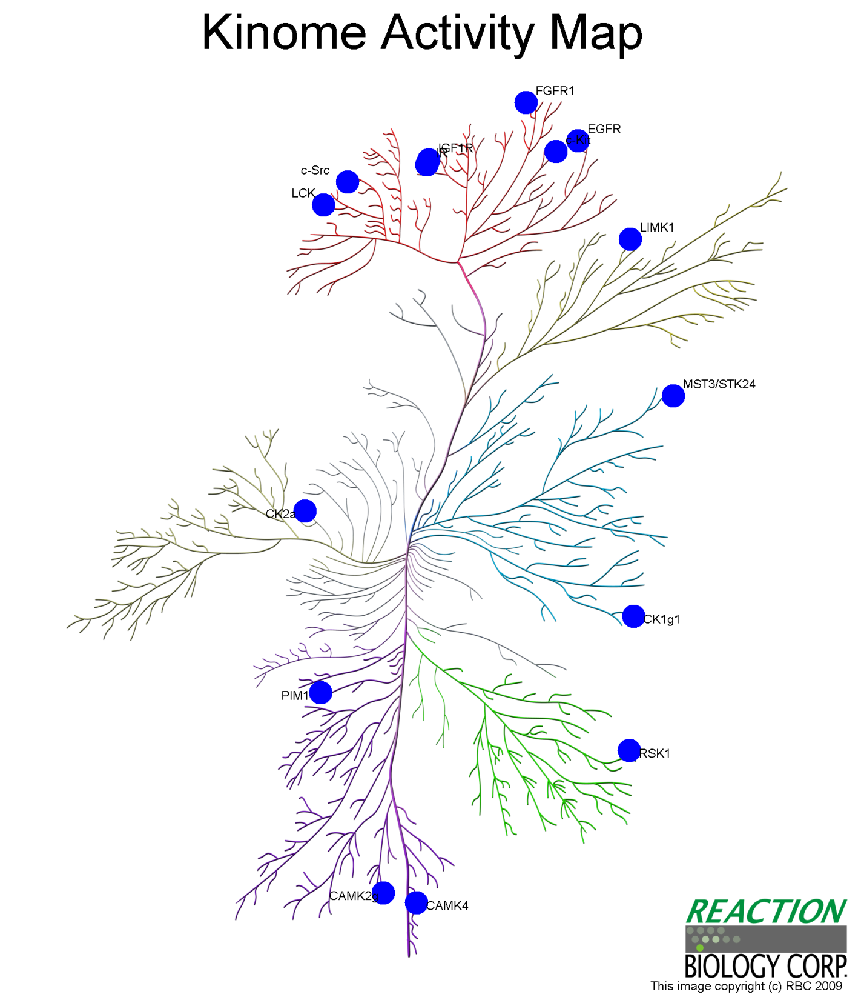 Kinome Activity Map
FGFR1
EGFR
c-Kit
IGF1R
IR
c-Src
LCK
LIMK1
MST3/STK24
CK2a
CK1g1
PIM1
RSK1
CAMK2g
CAMK4
REACTION
BIOLOGY CORP.
This image copyright (c) RBC 2009